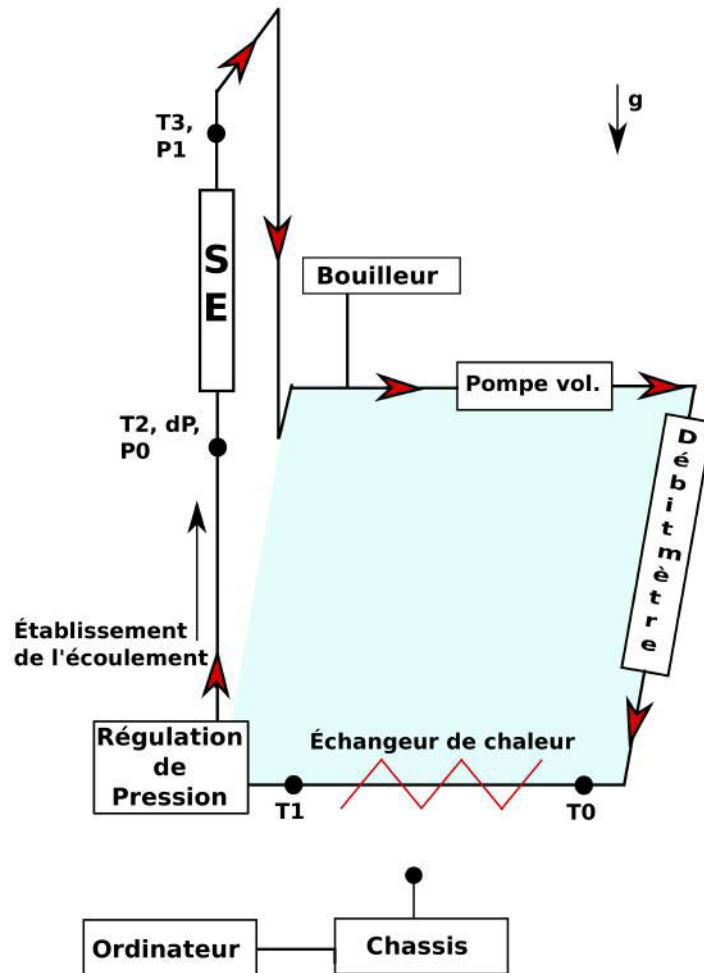 g
T3,
P1
S
E
Bouilleur
Pompe vol.
T2, dP,
P0
Débitmètre
Établissement
de l'écoulement
Régulation
de
Pression
Échangeur de chaleur
T1
T0
Ordinateur
Chassis